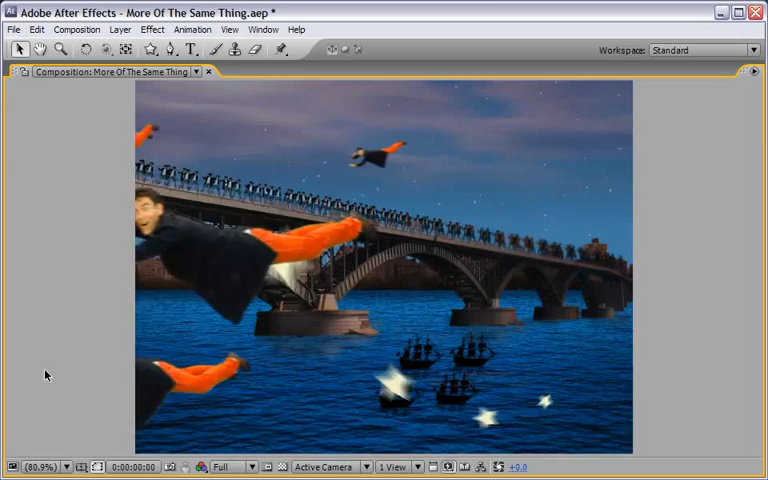 Adobe After Effects - More Of The Same Thing.aep *
File Edit Composition Layer Effect Animation View Window Help
Workspace: Standard
Composition: More Of The Same Thing
(80.9%) 0:00:00:00 Full Active Camera 1 View +0.0